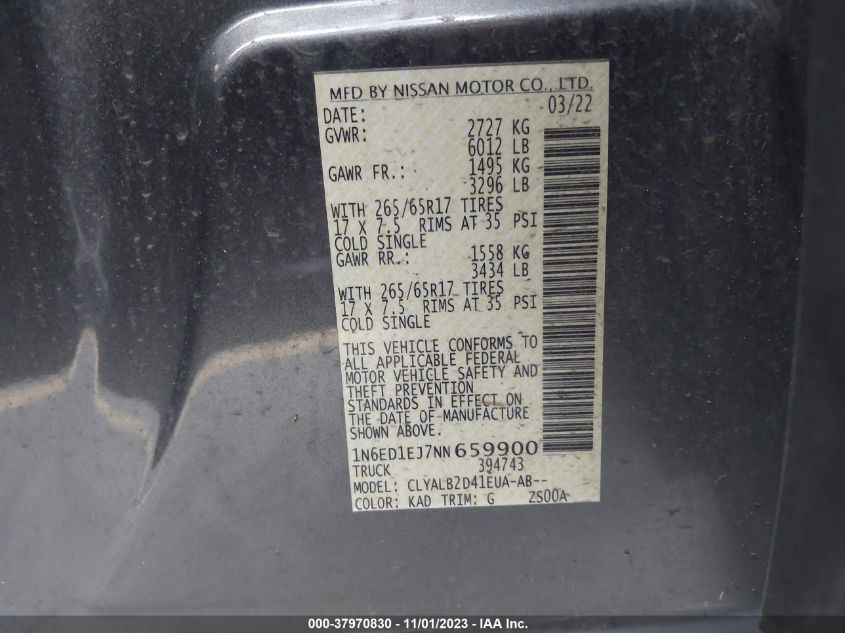 MFD BY NISSAN MOTOR CO., LTD.
DATE: 03/22
GVWR: 2727 KG
6012 LB
GAWR FR.: 1495 KG
3296 LB
WITH 265/65R17 TIRES
17 X 7.5 RIMS AT 35 PSI
COLD SINGLE
GAWR RR.: 1558 KG
3434 LB
WITH 265/65R17 TIRES
17 X 7.5 RIMS AT 35 PSI
COLD SINGLE
THIS VEHICLE CONFORMS TO
ALL APPLICABLE FEDERAL
MOTOR VEHICLE SAFETY AND
THEFT PREVENTION
STANDARDS IN EFFECT ON
THE DATE OF MANUFACTURE
SHOWN ABOVE.
1N6ED1EJ7NN659900
TRUCK 394743
MODEL: CLYALB2D41EUA-AB--
COLOR: KAD TRIM: G ZS00A
000-37970830 - 11/01/2023 - IAA Inc.